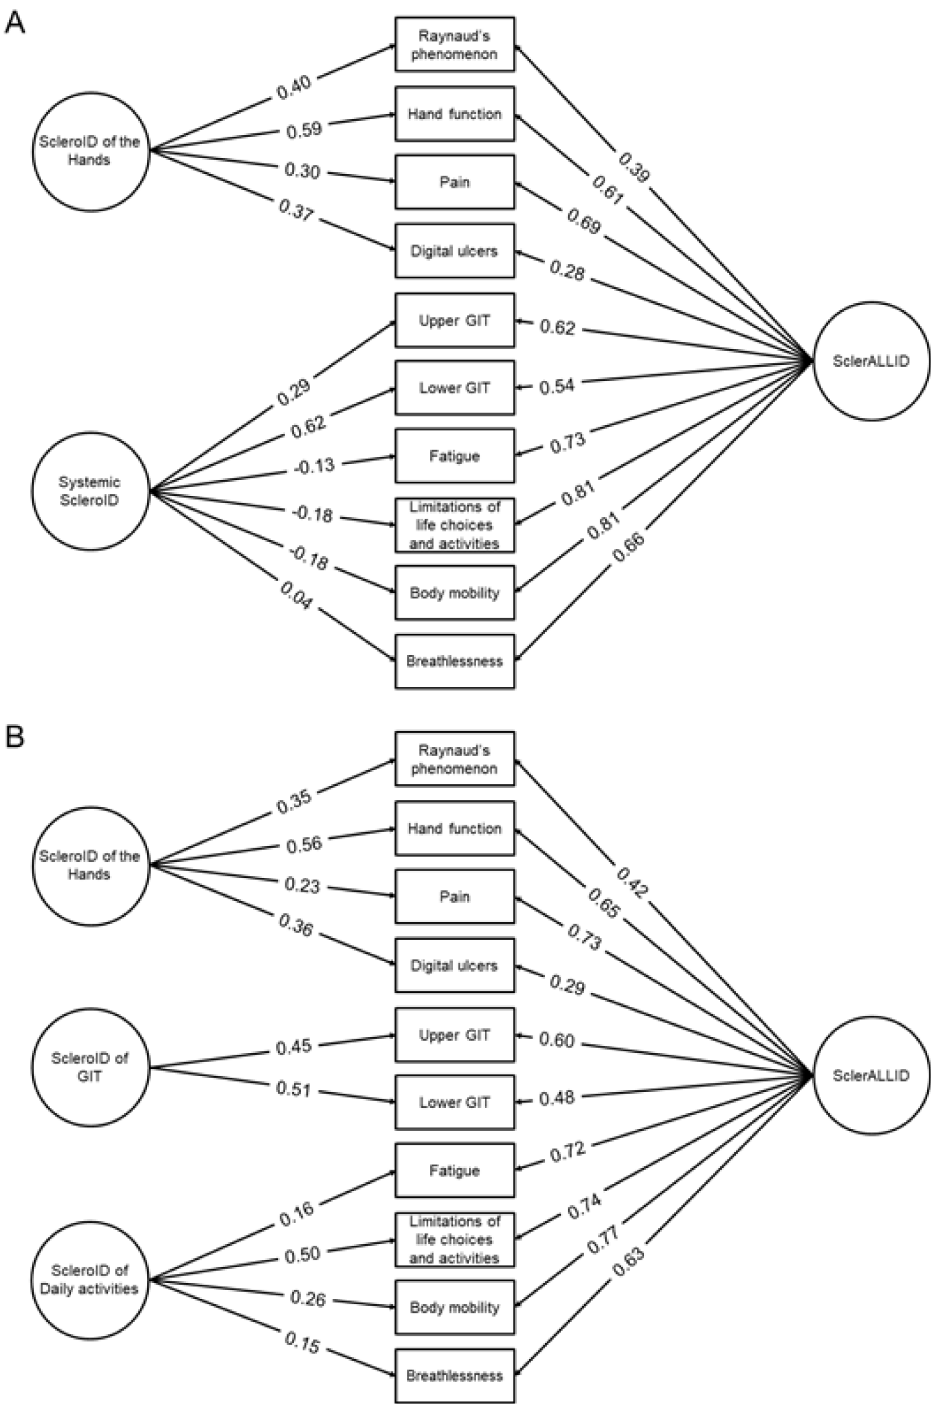 A
Raynaud's
phenomenon
0.40
0.39
ScleroID of the
Hands
Hand function
0.59
0.61
Pain
0.30
0.69
Digital ulcers
0.37
0.28
Upper GIT
0.29
0.62
SclerALLID
Lower GIT
0.62
0.54
Systemic
ScleroID
Fatigue
-0.13
0.73
Limitations of
life choices
and activities
-0.18
0.81
Body mobility
-0.18
0.81
Breathlessness
0.04
0.66
B
Raynaud's
phenomenon
0.35
0.42
ScleroID of the
Hands
Hand function
0.56
0.65
Pain
0.23
0.73
Digital ulcers
0.36
0.29
ScleroID of
GIT
Upper GIT
0.45
0.60
SclerALLID
Lower GIT
0.51
0.48
Fatigue
0.16
0.72
ScleroID of
Daily activities
Limitations of
life choices
and activities
0.50
0.74
Body mobility
0.26
0.77
Breathlessness
0.15
0.63